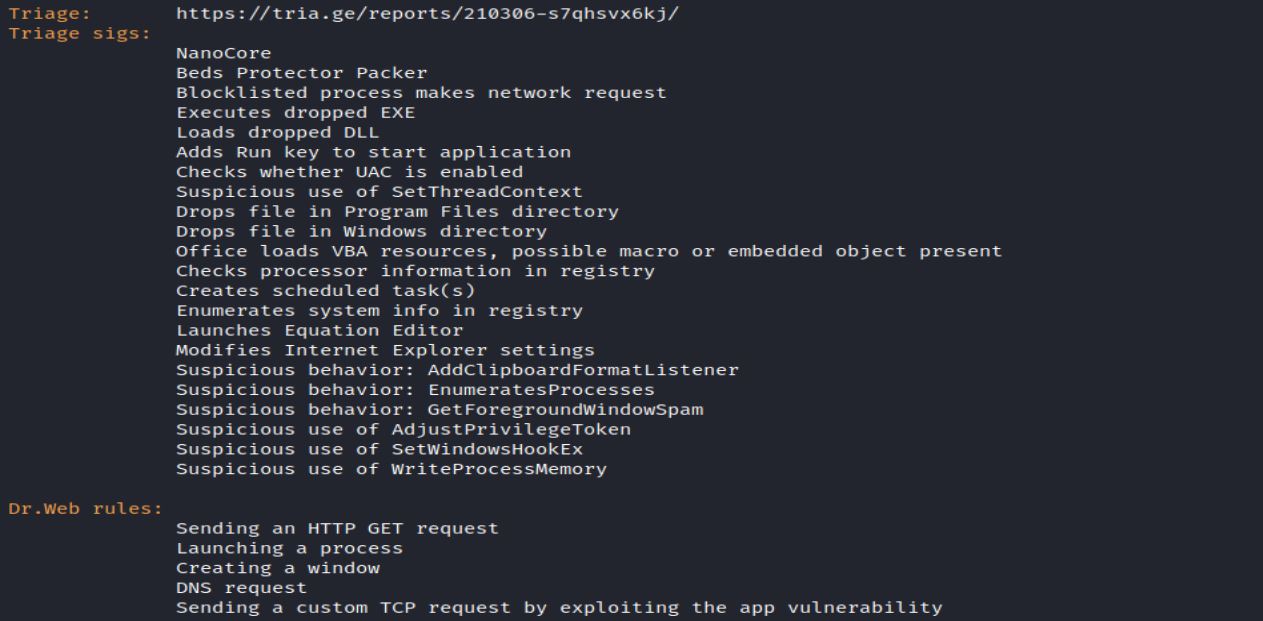 Triage: https://tria.ge/reports/210306-s7qhsvx6kj/
Triage sigs:
NanoCore
Beds Protector Packer
Blocklisted process makes network request
Executes dropped EXE
Loads dropped DLL
Adds Run key to start application
Checks whether UAC is enabled
Suspicious use of SetThreadContext
Drops file in Program Files directory
Drops file in Windows directory
Office loads VBA resources, possible macro or embedded object present
Checks processor information in registry
Creates scheduled task(s)
Enumerates system info in registry
Launches Equation Editor
Modifies Internet Explorer settings
Suspicious behavior: AddClipboardFormatListener
Suspicious behavior: EnumeratesProcesses
Suspicious behavior: GetForegroundWindowSpam
Suspicious use of AdjustPrivilegeToken
Suspicious use of SetWindowsHookEx
Suspicious use of WriteProcessMemory
Dr.Web rules:
Sending an HTTP GET request
Launching a process
Creating a window
DNS request
Sending a custom TCP request by exploiting the app vulnerability